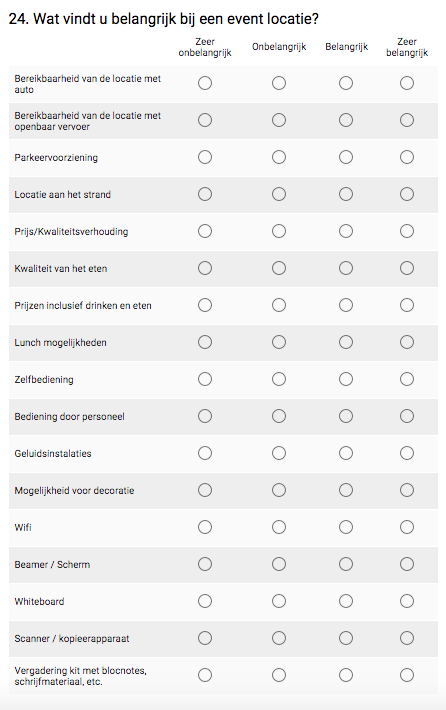 24. Wat vindt u belangrijk bij een event locatie?
Zeer
onbelangrijk
Onbelangrijk
Belangrijk
Zeer
belangrijk
Bereikbaarheid van de locatie met
auto
Bereikbaarheid van de locatie met
openbaar vervoer
Parkeervoorziening
Locatie aan het strand
Prijs/Kwaliteitsverhouding
Kwaliteit van het eten
Prijzen inclusief drinken en eten
Lunch mogelijkheden
Zelfbediening
Bediening door personeel
Geluidsinstalaties
Mogelijkheid voor decoratie
Wifi
Beamer / Scherm
Whiteboard
Scanner / kopieerapparaat
Vergadering kit met blocnotes,
schrijfmateriaal, etc.